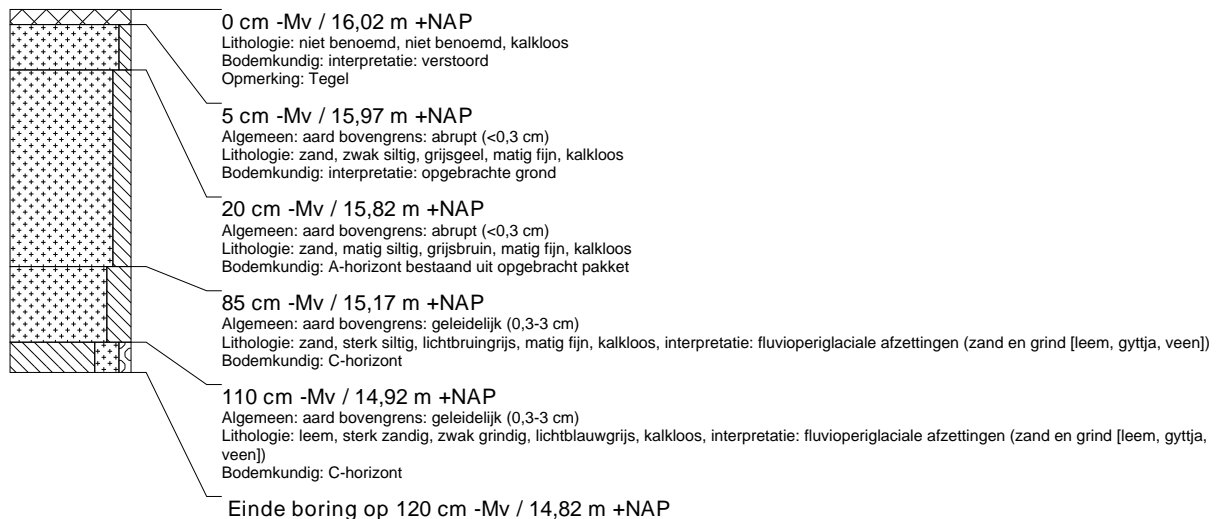 0 cm -Mv / 16,02 m +NAP
Lithologie: niet benoemd, niet benoemd, kalkloos
Bodemkundig: interpretatie: verstoord
Opmerking: Tegel
5 cm -Mv / 15,97 m +NAP
Algemeen: aard bovengrens: abrupt (<0,3 cm)
Lithologie: zand, zwak siltig, grijsgeel, matig fijn, kalkloos
Bodemkundig: interpretatie: opgebrachte grond
20 cm -Mv / 15,82 m +NAP
Algemeen: aard bovengrens: abrupt (<0,3 cm)
Lithologie: zand, matig siltig, grijsbruin, matig fijn, kalkloos
Bodemkundig: A-horizont bestaand uit opgebracht pakket
85 cm -Mv / 15,17 m +NAP
Algemeen: aard bovengrens: geleidelijk (0,3-3 cm)
Lithologie: zand, sterk siltig, lichtbruingrijs, matig fijn, kalkloos, interpretatie: fluvioperiglaciale afzettingen (zand en grind [leem, gyttja, veen])
Bodemkundig: C-horizont
110 cm -Mv / 14,92 m +NAP
Algemeen: aard bovengrens: geleidelijk (0,3-3 cm)
Lithologie: leem, sterk zandig, zwak grindig, lichtblauwgrijs, kalkloos, interpretatie: fluvioperiglaciale afzettingen (zand en grind [leem, gyttja,
veen])
Bodemkundig: C-horizont
Einde boring op 120 cm -Mv / 14,82 m +NAP